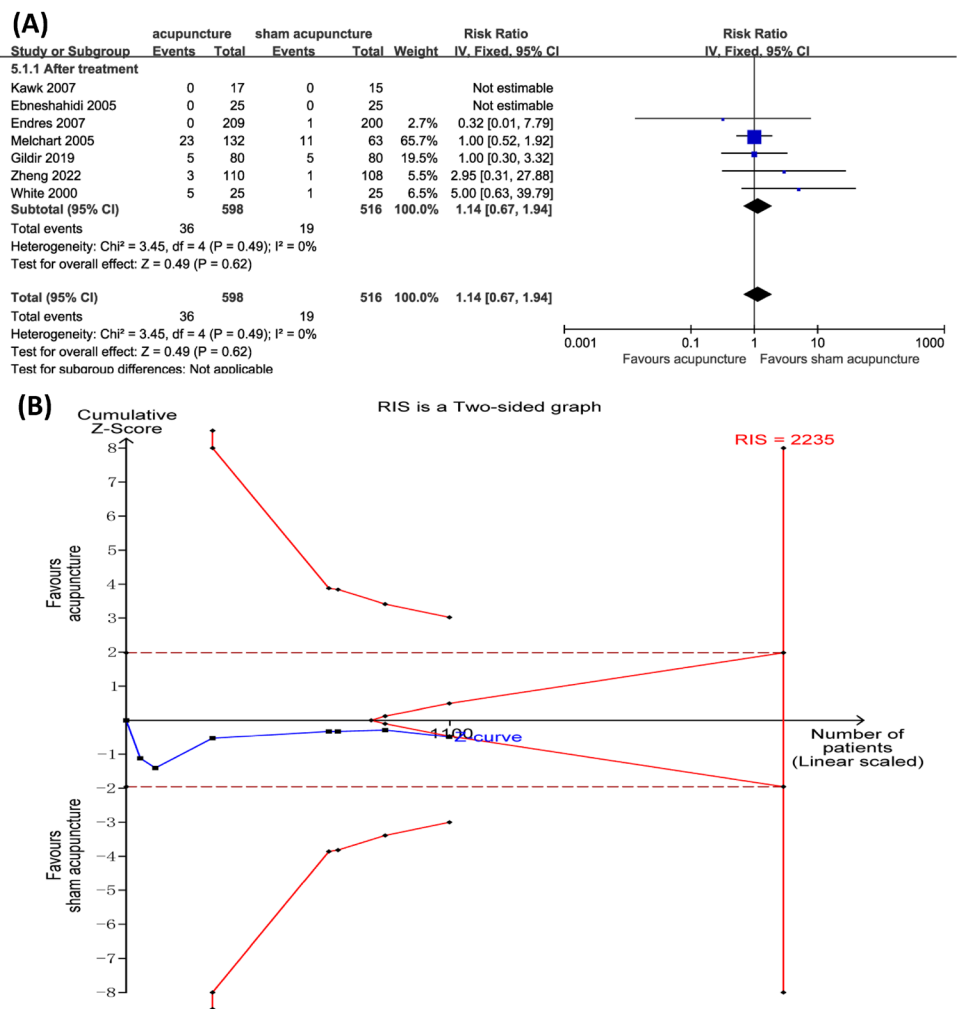 (A)
acupuncture sham acupuncture Risk Ratio Risk Ratio
Study or Subgroup Events Total Events Total Weight IV, Fixed, 95% CI IV, Fixed, 95% CI
5.1.1 After treatment
Kawk 2007 0 17 0 15 Not estimable
Ebneshahidi 2005 0 25 0 25 Not estimable
Endres 2007 0 209 1 200 2.7% 0.32 [0.01, 7.79]
Melchart 2005 23 132 11 63 65.7% 1.00 [0.52, 1.92]
Gildir 2019 5 80 5 80 19.5% 1.00 [0.30, 3.32]
Zheng 2022 3 110 1 108 5.5% 2.95 [0.31, 27.88]
White 2000 5 25 1 25 6.5% 5.00 [0.63, 39.79]
Subtotal (95% CI) 598 516 100.0% 1.14 [0.67, 1.94]
Total events 36 19
Heterogeneity: Chi² = 3.45, df = 4 (P = 0.49); I² = 0%
Test for overall effect: Z = 0.49 (P = 0.62)
Total (95% CI) 598 516 100.0% 1.14 [0.67, 1.94]
Total events 36 19
Heterogeneity: Chi² = 3.45, df = 4 (P = 0.49); I² = 0%
Test for overall effect: Z = 0.49 (P = 0.62)
Test for subgroup differences: Not applicable
0.001 0.1 1 10 1000
Favours acupuncture Favours sham acupuncture
(B)
Cumulative
Z-Score
RIS is a Two-sided graph
RIS = 2235
8
7
6
5
4
3
2
1
-1
-2
-3
-4
-5
-6
-7
-8
Favours
acupuncture
Favours
sham acupuncture
1100
Z-curve
Number of
patients
(Linear scaled)